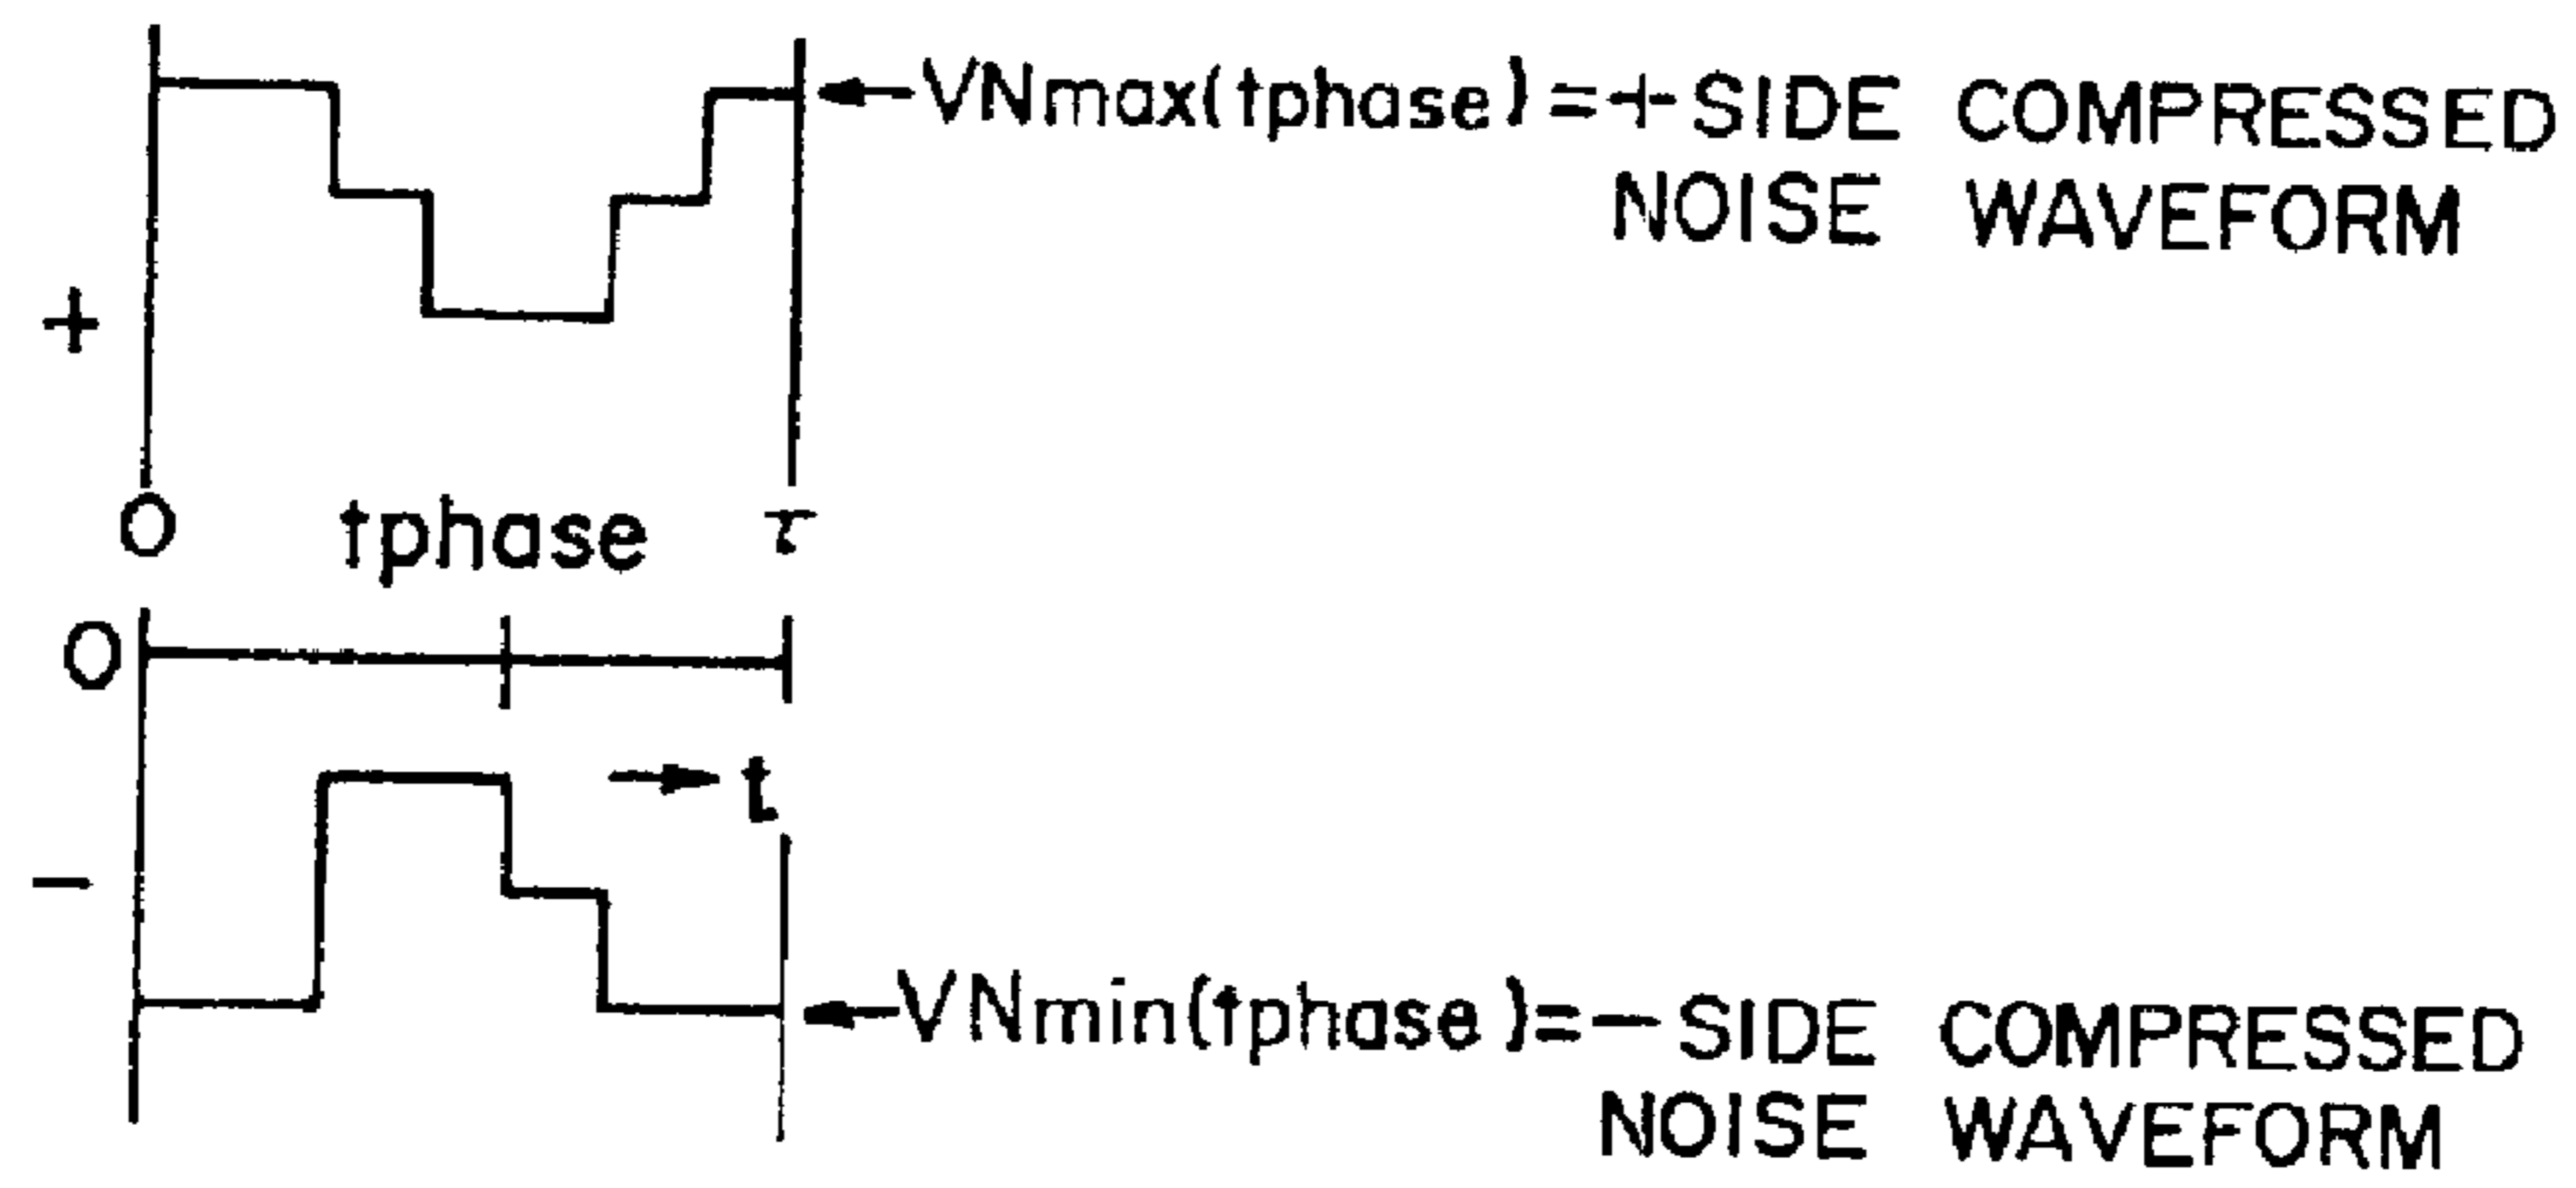 VNmax(tphase)=+SIDE COMPRESSED
NOISE WAVEFORM
+
0 tphase τ
0
→ t
−
VNmin(tphase)=−SIDE COMPRESSED
NOISE WAVEFORM